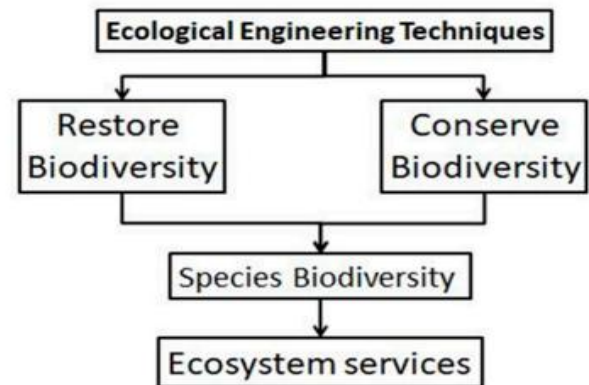 Ecological Engineering Techniques
Restore
Biodiversity
Conserve
Biodiversity
Species Biodiversity
Ecosystem services